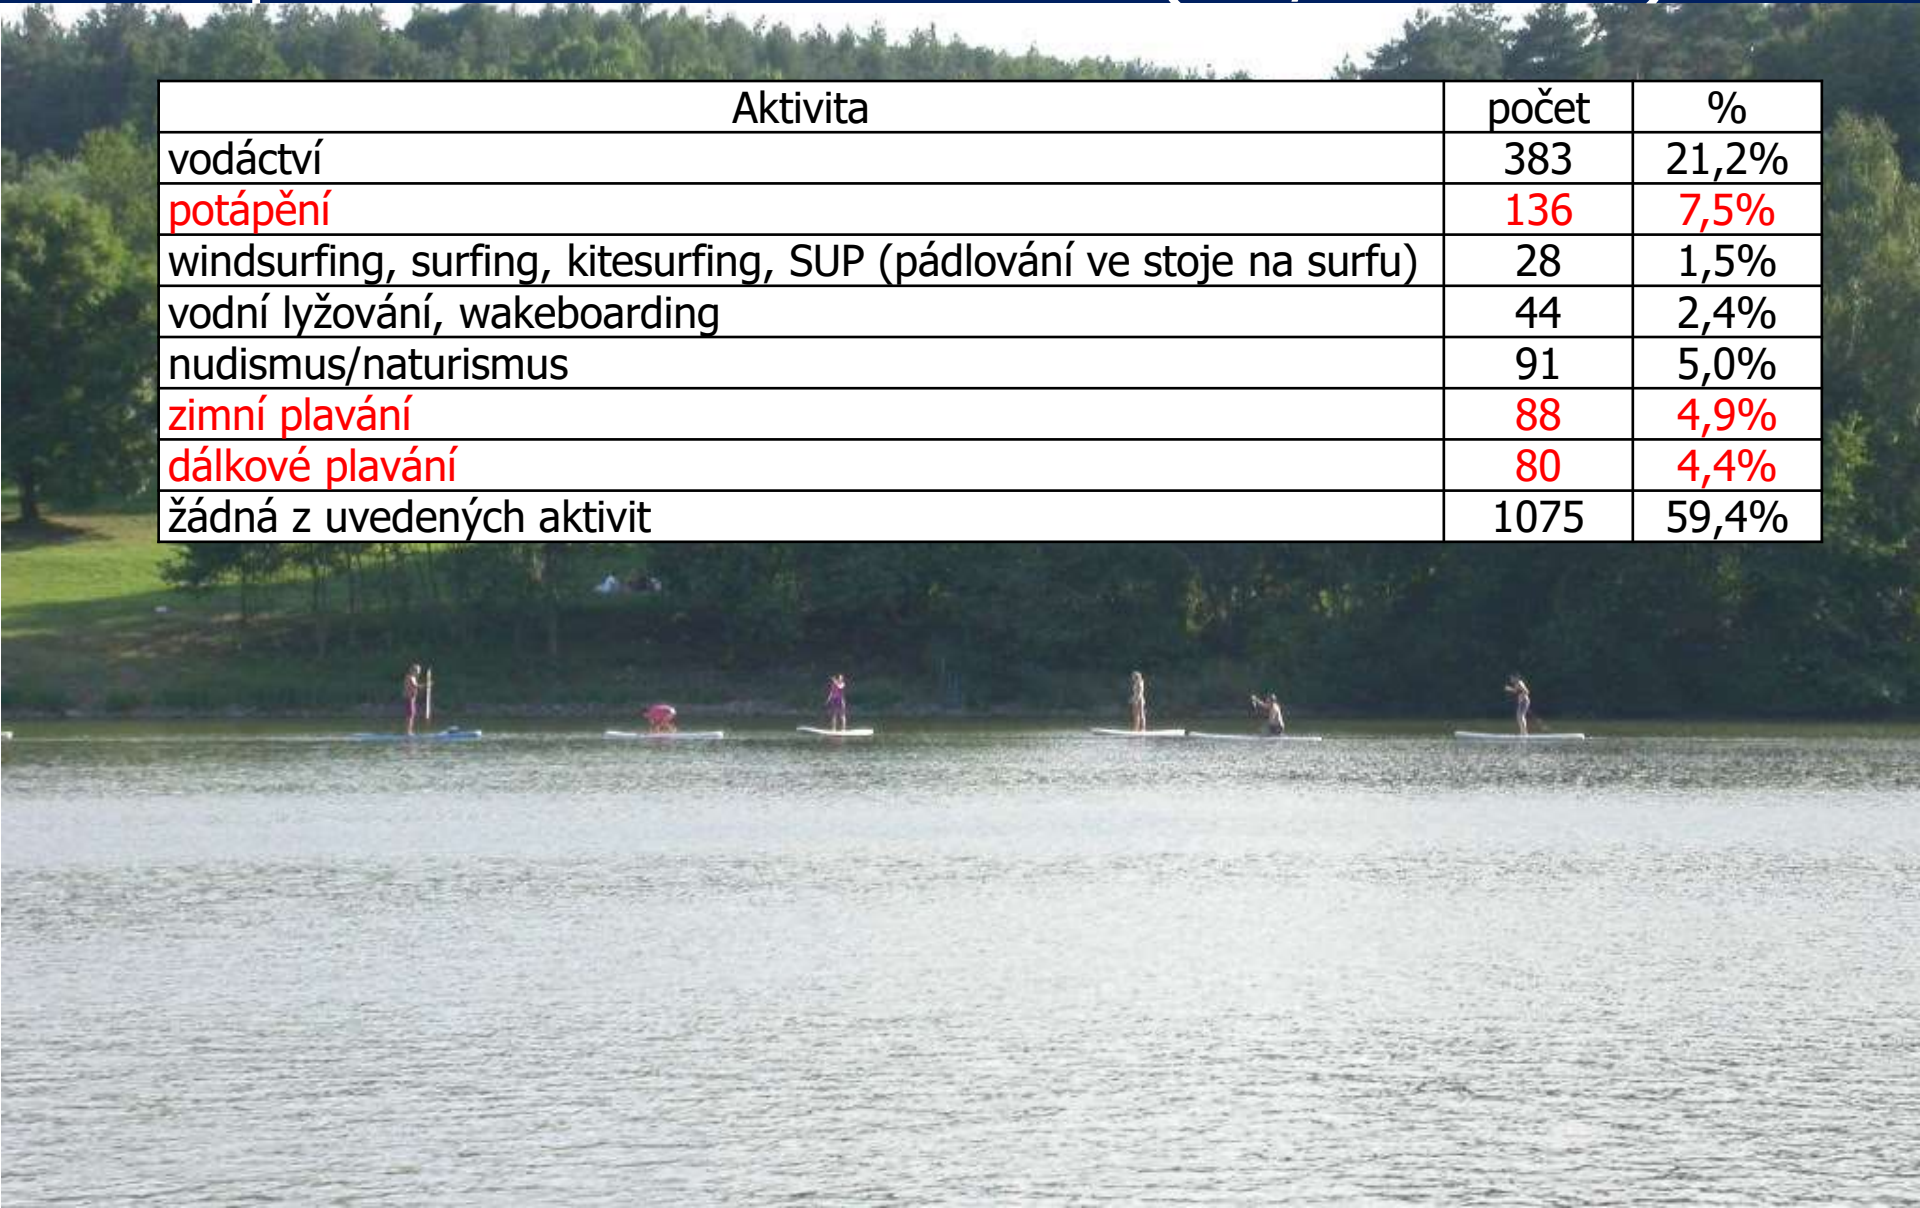 Aktivita počet %
vodáctví 383 21,2%
potápění 136 7,5%
windsurfing, surfing, kitesurfing, SUP (pádlování ve stoje na surfu) 28 1,5%
vodní lyžování, wakeboarding 44 2,4%
nudismus/naturismus 91 5,0%
zimní plavání 88 4,9%
dálkové plavání 80 4,4%
žádná z uvedených aktivit 1075 59,4%